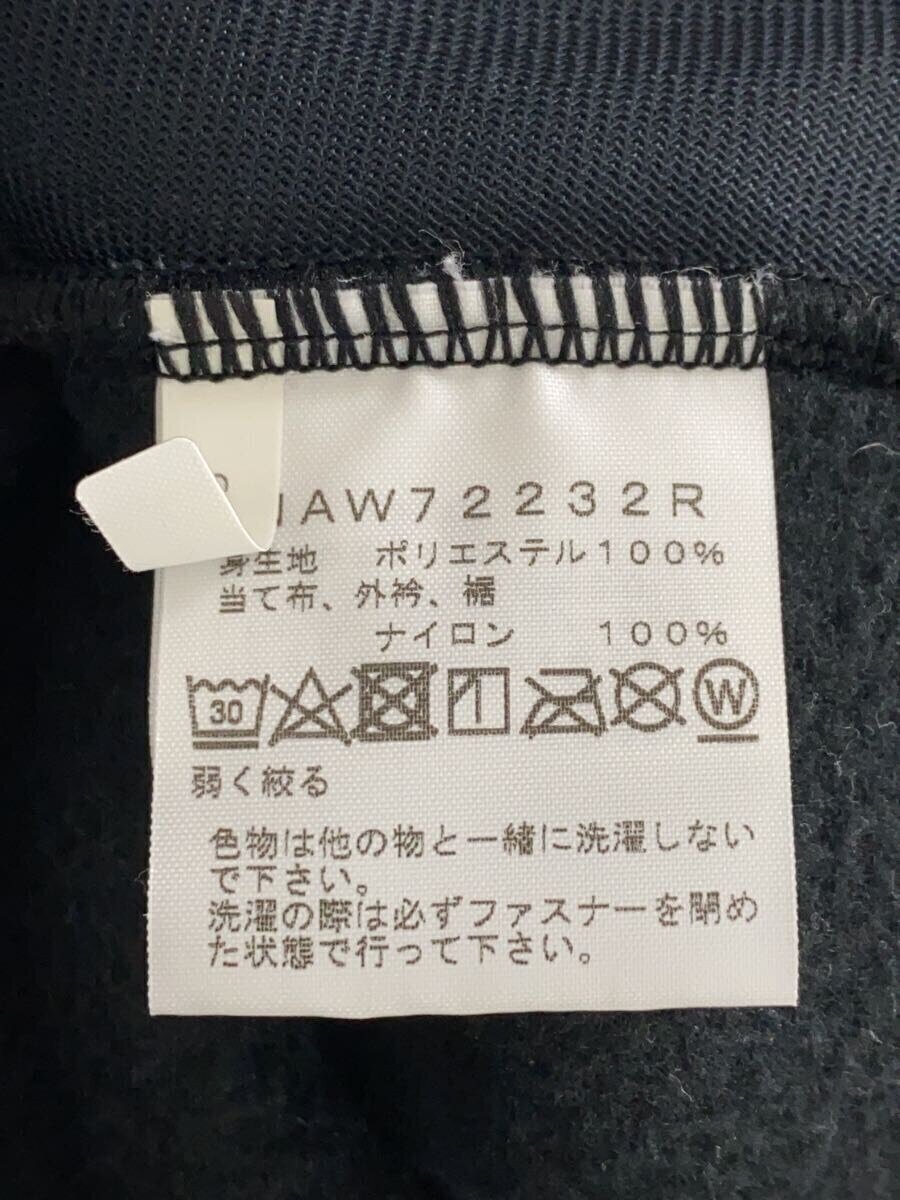 NAW72232R
身生地 ポリエステル100%
当て布、外衿、裾
ナイロン 100%
30 W
弱く絞る
色物は他の物と一緒に洗濯しない
で下さい。
洗濯の際は必ずファスナーを閉め
た状態で行って下さい。